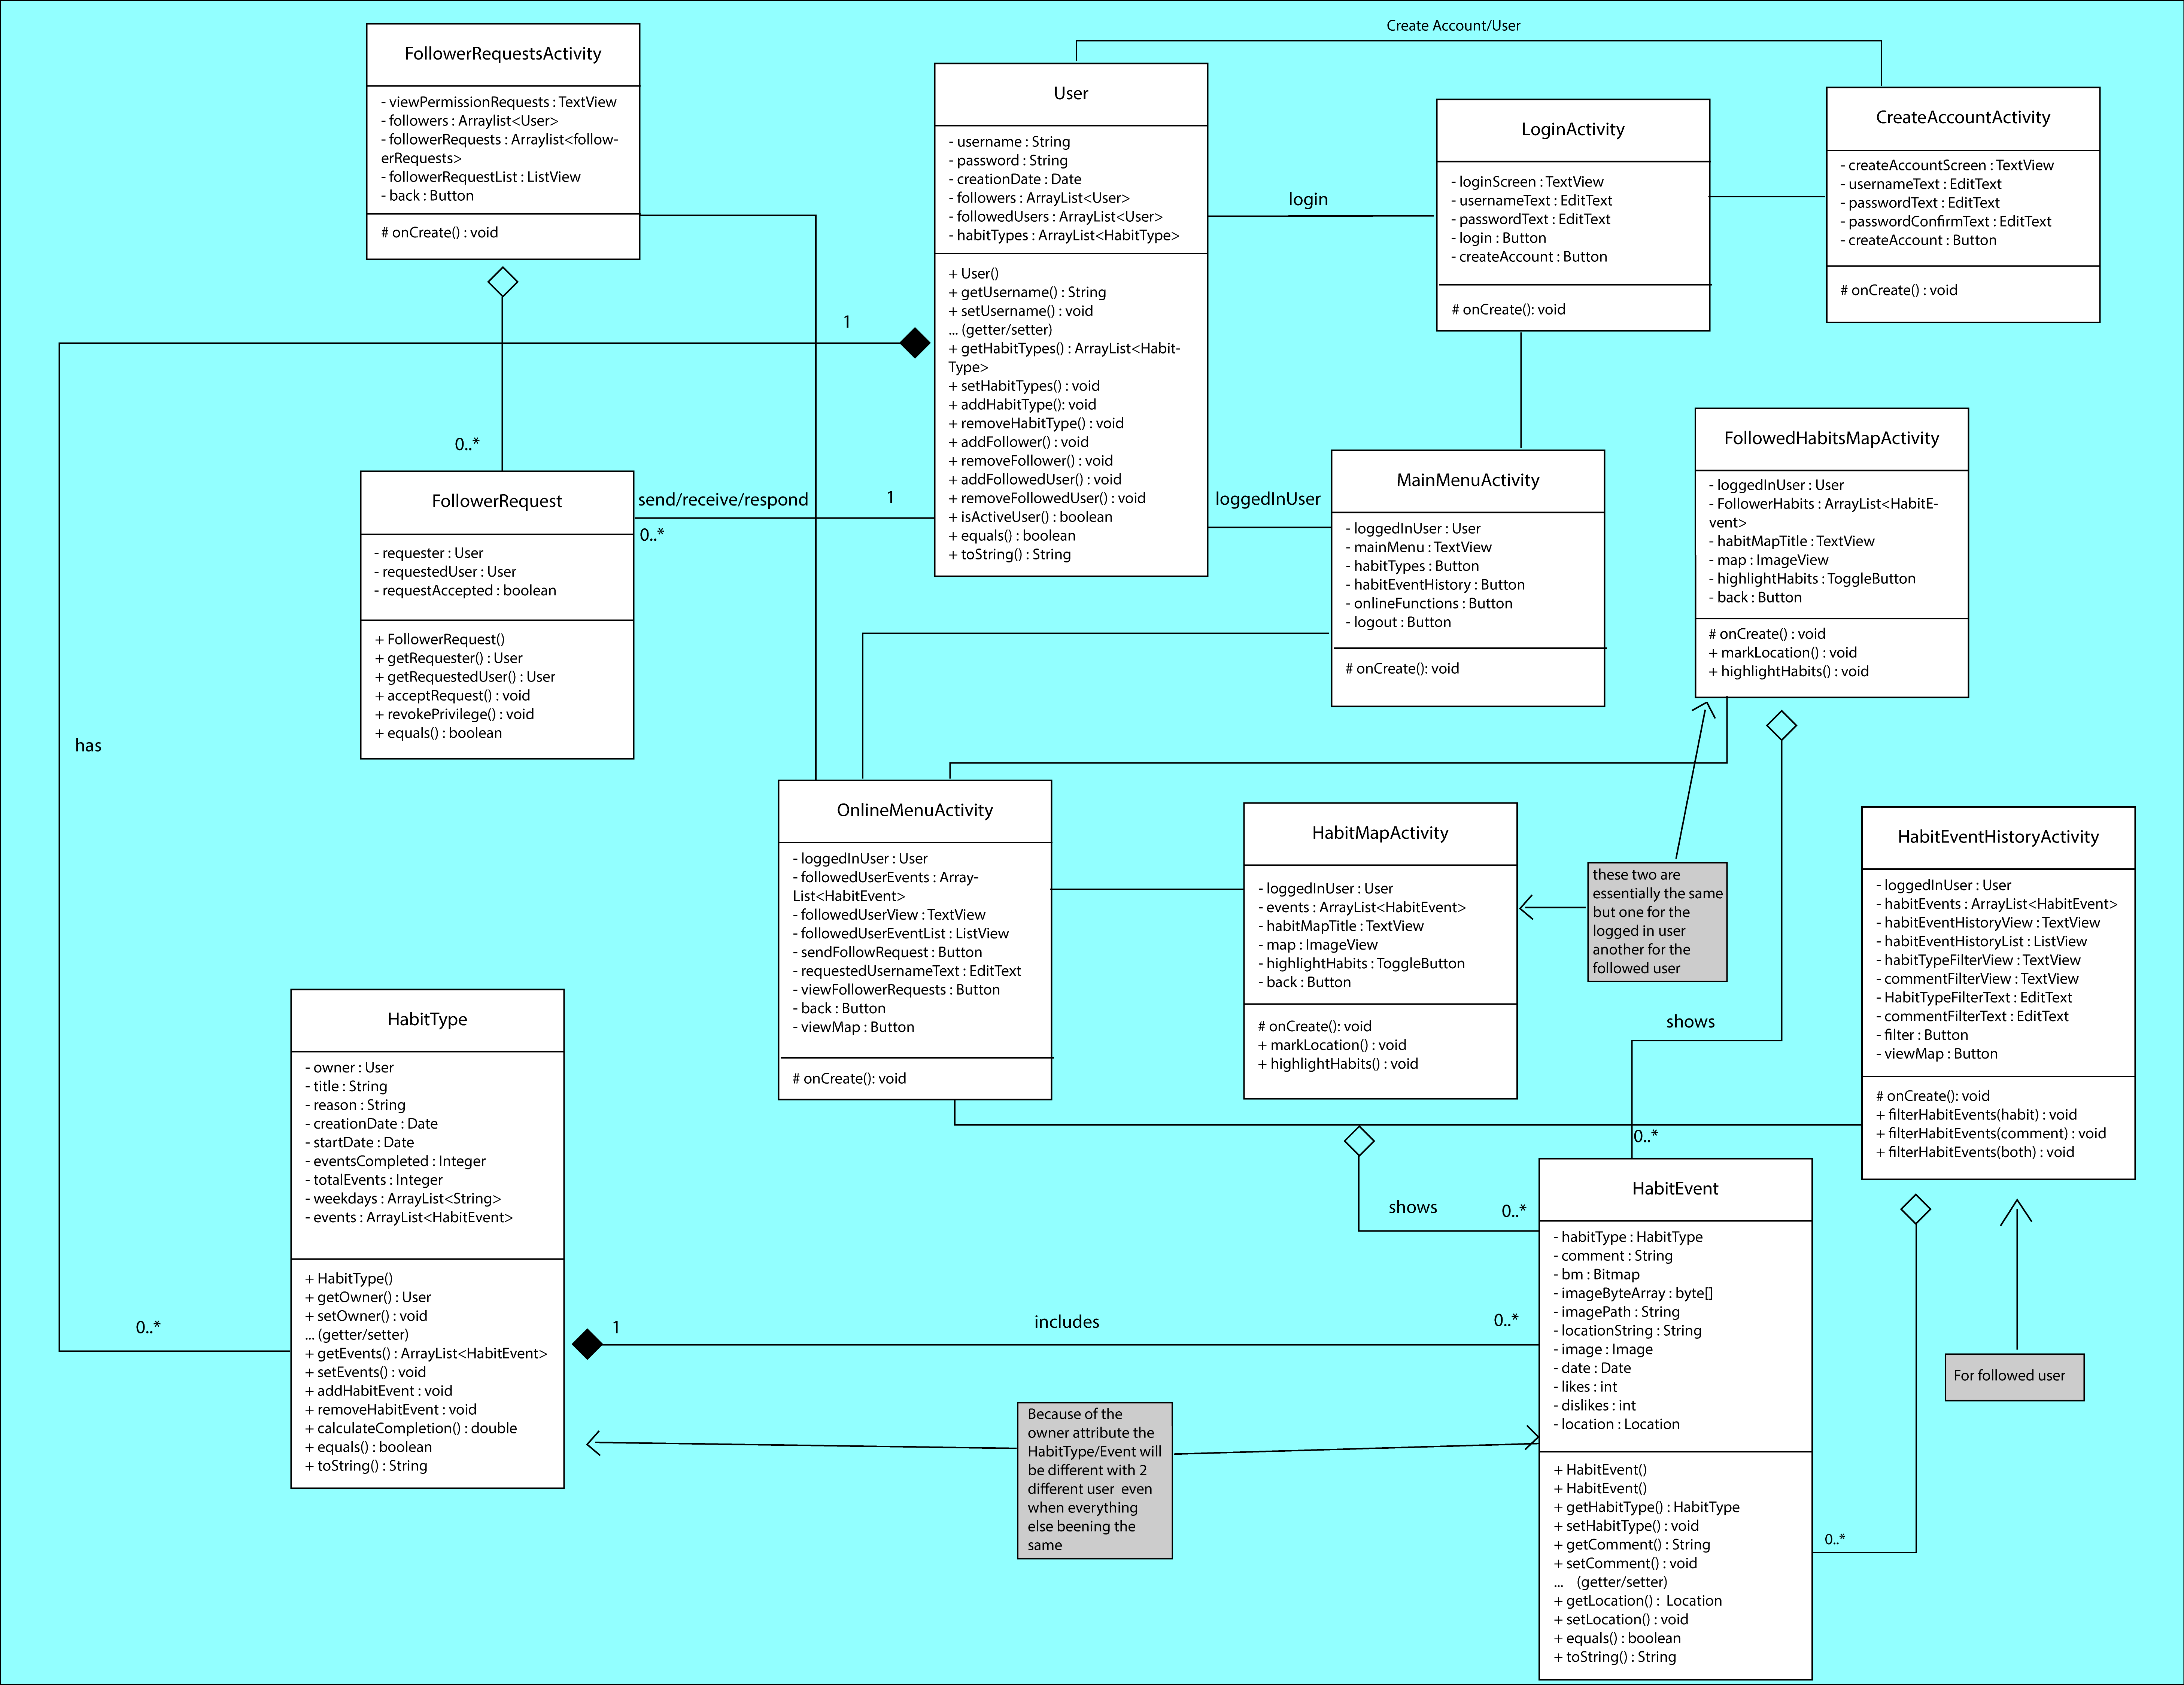 Create Account/User
FollowerRequestsActivity
- viewPermissionRequests : TextView
- followers : Arraylist<User>
- followerRequests : Arraylist<follow-
erRequests>
- followerRequestList : ListView
- back : Button
# onCreate() : void
User
- username : String
- password : String
- creationDate : Date
- followers : ArrayList<User>
- followedUsers : ArrayList<User>
- habitTypes : ArrayList<HabitType>
+ User()
+ getUsername() : String
+ setUsername() : void
... (getter/setter)
+ getHabitTypes() : ArrayList<Habit-
Type>
+ setHabitTypes() : void
+ addHabitType(): void
+ removeHabitType() : void
+ addFollower() : void
+ removeFollower() : void
+ addFollowedUser() : void
+ removeFollowedUser() : void
+ isActiveUser() : boolean
+ equals() : boolean
+ toString() : String
login
LoginActivity
- loginScreen : TextView
- usernameText : EditText
- passwordText : EditText
- login : Button
- createAccount : Button
# onCreate(): void
CreateAccountActivity
- createAccountScreen : TextView
- usernameText : EditText
- passwordText : EditText
- passwordConfirmText : EditText
- createAccount : Button
# onCreate() : void
1
0..*
FollowerRequest
- requester : User
- requestedUser : User
- requestAccepted : boolean
+ FollowerRequest()
+ getRequester() : User
+ getRequestedUser() : User
+ acceptRequest() : void
+ revokePrivilege() : void
+ equals() : boolean
send/receive/respond
1
0..*
loggedInUser
MainMenuActivity
- loggedInUser : User
- mainMenu : TextView
- habitTypes : Button
- habitEventHistory : Button
- onlineFunctions : Button
- logout : Button
# onCreate(): void
FollowedHabitsMapActivity
- loggedInUser : User
- FollowerHabits : ArrayList<HabitE-
vent>
- habitMapTitle : TextView
- map : ImageView
- highlightHabits : ToggleButton
- back : Button
# onCreate() : void
+ markLocation() : void
+ highlightHabits() : void
has
OnlineMenuActivity
- loggedInUser : User
- followedUserEvents : Array-
List<HabitEvent>
- followedUserView : TextView
- followedUserEventList : ListView
- sendFollowRequest : Button
- requestedUsernameText : EditText
- viewFollowerRequests : Button
- back : Button
- viewMap : Button
# onCreate(): void
HabitMapActivity
- loggedInUser : User
- events : ArrayList<HabitEvent>
- habitMapTitle : TextView
- map : ImageView
- highlightHabits : ToggleButton
- back : Button
# onCreate(): void
+ markLocation() : void
+ highlightHabits() : void
these two are
essentially the same
but one for the
logged in user
another for the
followed user
HabitEventHistoryActivity
- loggedInUser : User
- habitEvents : ArrayList<HabitEvent>
- habitEventHistoryView : TextView
- habitEventHistoryList : ListView
- habitTypeFilterView : TextView
- commentFilterView : TextView
- HabitTypeFilterText : EditText
- commentFilterText : EditText
- filter : Button
- viewMap : Button
# onCreate(): void
+ filterHabitEvents(habit) : void
+ filterHabitEvents(comment) : void
+ filterHabitEvents(both) : void
shows
0..*
shows
0..*
HabitType
- owner : User
- title : String
- reason : String
- creationDate : Date
- startDate : Date
- eventsCompleted : Integer
- totalEvents : Integer
- weekdays : ArrayList<String>
- events : ArrayList<HabitEvent>
+ HabitType()
+ getOwner() : User
+ setOwner() : void
... (getter/setter)
+ getEvents() : ArrayList<HabitEvent>
+ setEvents() : void
+ addHabitEvent : void
+ removeHabitEvent : void
+ calculateCompletion() : double
+ equals() : boolean
+ toString() : String
0..*
1
includes
0..*
HabitEvent
- habitType : HabitType
- comment : String
- bm : Bitmap
- imageByteArray : byte[]
- imagePath : String
- locationString : String
- image : Image
- date : Date
- likes : int
- dislikes : int
- location : Location
+ HabitEvent()
+ HabitEvent()
+ getHabitType() : HabitType
+ setHabitType() : void
+ getComment() : String
+ setComment() : void
... (getter/setter)
+ getLocation() : Location
+ setLocation() : void
+ equals() : boolean
+ toString() : String
For followed user
Because of the
owner attribute the
HabitType/Event will
be different with 2
different user even
when everything
else beening the
same
0..*